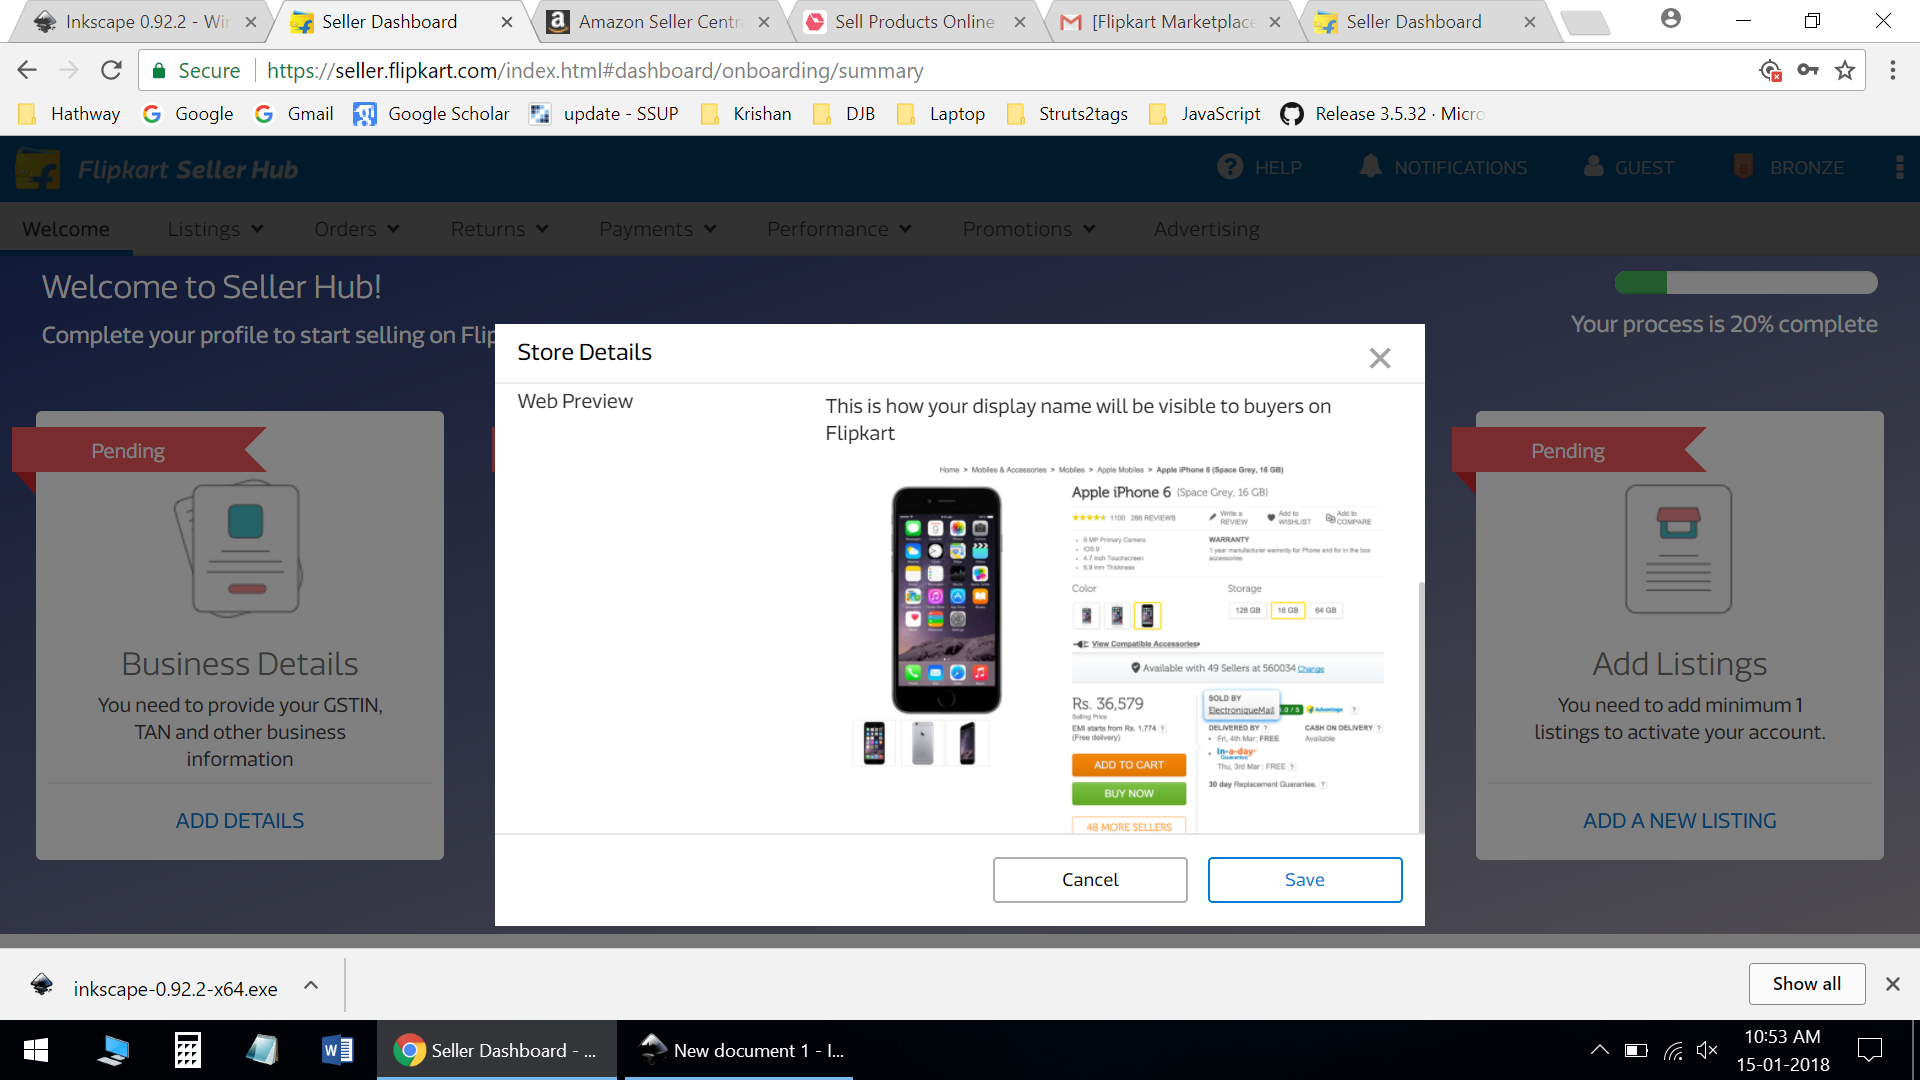 Inkscape 0.92.2 - Wi
Seller Dashboard
Amazon Seller Centr
Sell Products Online
[Flipkart Marketplace
Seller Dashboard
Secure
https://seller.flipkart.com/index.html#dashboard/onboarding/summary
Hathway
Google
Gmail
Google Scholar
update - SSUP
Krishan
DJB
Laptop
Struts2tags
JavaScript
Release 3.5.32 · Micro
Flipkart Seller Hub
HELP
NOTIFICATIONS
GUEST
BRONZE
Welcome
Listings
Orders
Returns
Payments
Performance
Promotions
Advertising
Welcome to Seller Hub!
Complete your profile to start selling on Flip
Your process is 20% complete
Pending
Business Details
You need to provide your GSTIN,
TAN and other business
information
ADD DETAILS
Store Details
Web Preview
This is how your display name will be visible to buyers on
Flipkart
Home > Mobiles & Accessories > Mobiles > Apple Mobiles > Apple iPhone 6 (Space Grey, 16 GB)
Apple iPhone 6 (Space Grey, 16 GB)
1100 286 REVIEWS
Write a
REVIEW
Add to
WISHLIST
Add to
COMPARE
8 MP Primary Camera
iOS 9
4.7 inch Touchscreen
6.9 mm Thickness
WARRANTY
1 year manufacturer warranty for Phone and for in the box
accessories
Color
Storage
128 GB
16 GB
64 GB
View Compatible Accessories
Available with 49 Sellers at 560034 Change
Rs. 36,579
Selling Price
EMI starts from Rs. 1,774 ?
(Free delivery)
SOLD BY
ElectroniqueMail
.0 / 5
Advantage ?
DELIVERED BY ?
Fri, 4th Mar: FREE
In-a-day
Guarantee
Thu, 3rd Mar : FREE ?
CASH ON DELIVERY ?
Available
30 day Replacement Guarantee. ?
ADD TO CART
BUY NOW
48 MORE SELLERS
Cancel
Save
Pending
Add Listings
You need to add minimum 1
listings to activate your account.
ADD A NEW LISTING
inkscape-0.92.2-x64.exe
Show all
Seller Dashboard - ...
New document 1 - I...
10:53 AM
15-01-2018